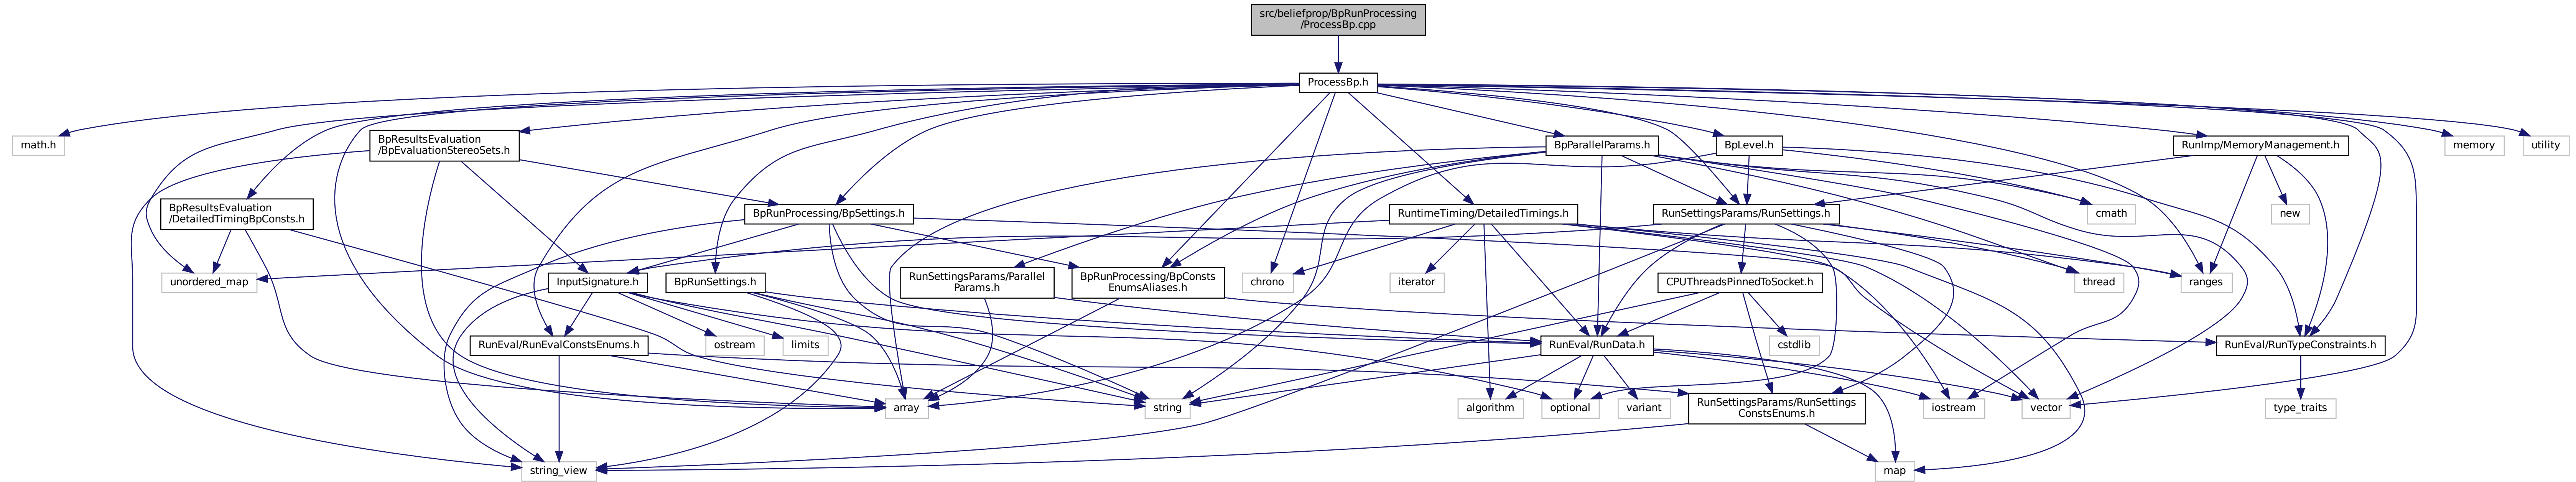 src/beliefprop/BpRunProcessing
/ProcessBp.cpp
ProcessBp.h
math.h
BpResultsEvaluation
/BpEvaluationStereoSets.h
BpParallelParams.h
BpLevel.h
RunImp/MemoryManagement.h
memory
utility
BpResultsEvaluation
/DetailedTimingBpConsts.h
BpRunProcessing/BpSettings.h
RuntimeTiming/DetailedTimings.h
RunSettingsParams/RunSettings.h
cmath
new
unordered_map
InputSignature.h
BpRunSettings.h
RunSettingsParams/Parallel
Params.h
BpRunProcessing/BpConsts
EnumsAliases.h
chrono
iterator
CPUThreadsPinnedToSocket.h
thread
ranges
RunEval/RunEvalConstsEnums.h
ostream
limits
RunEval/RunData.h
cstdlib
RunEval/RunTypeConstraints.h
array
string
algorithm
optional
variant
RunSettingsParams/RunSettings
ConstsEnums.h
iostream
vector
type_traits
string_view
map